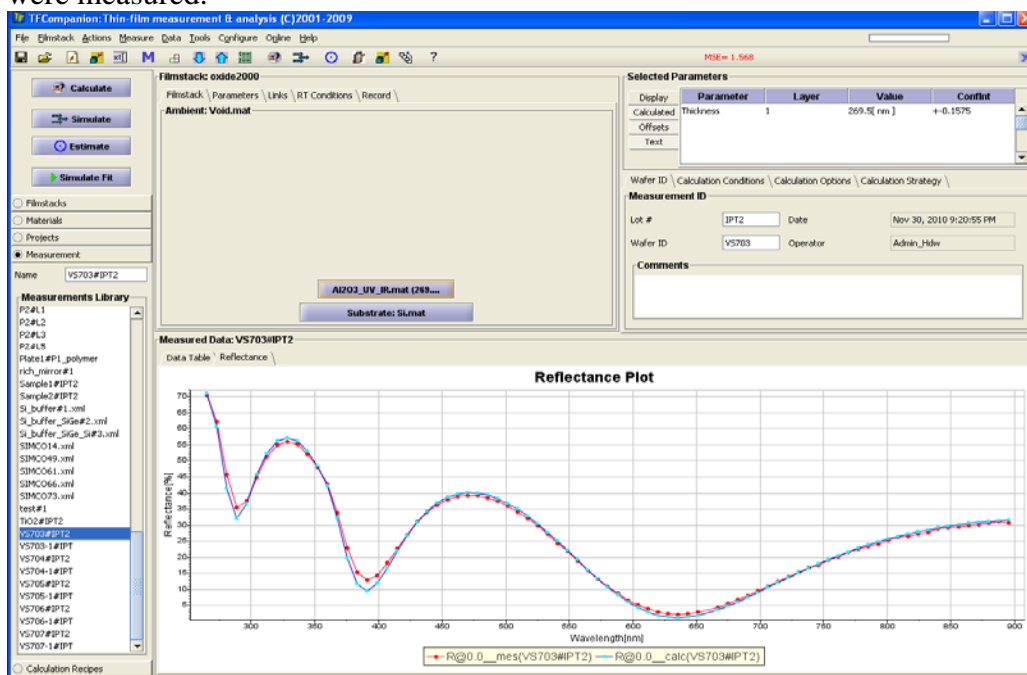 were measured.
TFCompanion: Thin-film measurement & analysis (C)2001-2009
File Filmstack Actions Measure Data Tools Configure Online Help
MSE= 1.568
Calculate
Simulate
Estimate
Simulate Fit
Filmstacks
Materials
Projects
Measurement
Name VS703#IPT2
Measurements Library
P2#L1
P2#L2
P2#L3
P2#L5
Plate1#P1_polymer
rich_mirror#1
Sample1#IPT2
Sample2#IPT2
Si_buffer#1.xml
Si_buffer_SiGe#2.xml
Si_buffer_SiGe_Si#3.xml
SIMCO14.xml
SIMCO49.xml
SIMCO61.xml
SIMCO66.xml
SIMCO73.xml
test#1
TiO2#IPT2
VS703#IPT2
VS703-1#IPT
VS704#IPT2
VS704-1#IPT
VS705#IPT2
VS705-1#IPT
VS706#IPT2
VS706-1#IPT
VS707#IPT2
VS707-1#IPT
Calculation Recipes
Filmstack: oxide2000
Filmstack Parameters Links RT Conditions Record
Ambient: Void.mat
Al2O3_UV_IR.mat (269....
Substrate: Si.mat
Selected Parameters
Display Parameter Layer Value ConfInt
Calculated Thickness 1 269.5[ nm ] +-0.1575
Offsets
Text
Wafer ID Calculation Conditions Calculation Options Calculation Strategy
Measurement ID
Lot # IPT2 Date Nov 30, 2010 9:20:55 PM
Wafer ID VS703 Operator Admin_Hdw
Comments
Measured Data: VS703#IPT2
Data Table Reflectance
Reflectance Plot
Reflectance[%]
70
65
60
55
50
45
40
35
30
25
20
15
10
5
300 350 400 450 500 550 600 650 700 750 800 850 900
Wavelength[nm]
R@0.0__mes(VS703#IPT2) R@0.0__calc(VS703#IPT2)